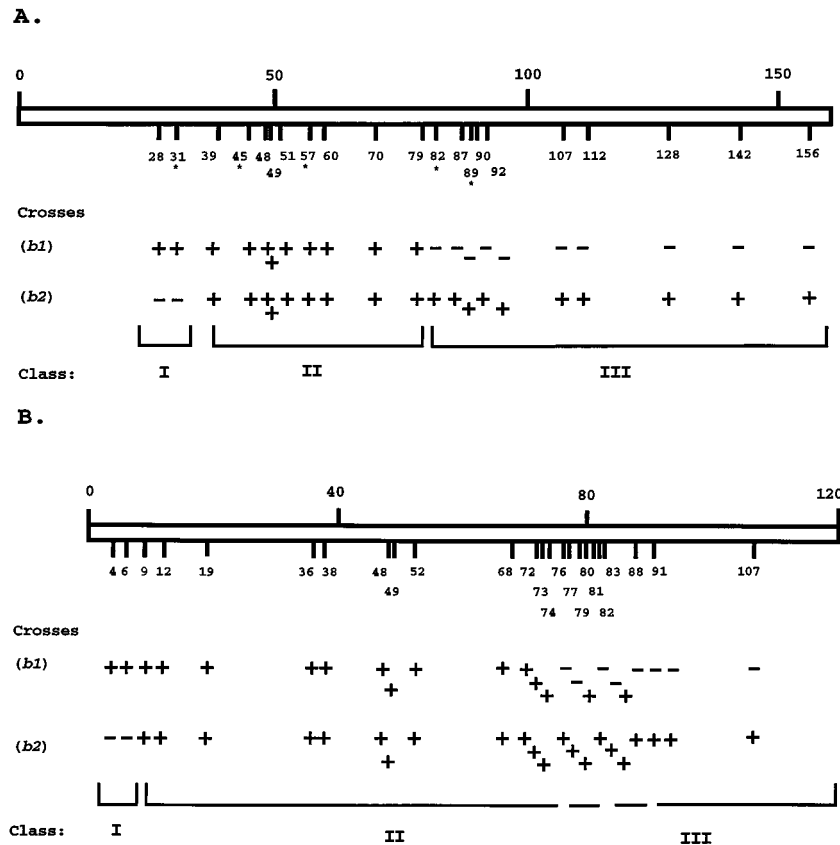 A.
0 50 100 150
28 31 39 45 48 51 57 60 70 79 82 87 90 107 112 128 142 156
* * * * 49 89 92
*
Crosses
(b1) + + + + + + + + + + - - - - - - - -
+ - -
(b2) - - + + + + + + + + + + + + + + + +
+ + +
Class: I II III
B.
0 40 80 120
4 6 9 12 19 36 38 48 52 68 72 76 80 83 88 91 107
49 73 77 81
74 79 82
Crosses
(b1) + + + + + + + + + + + - - - - - -
+ + - -
+ + +
(b2) - - + + + + + + + + + + + + + + +
+ + + +
+ + +
Class: I II III